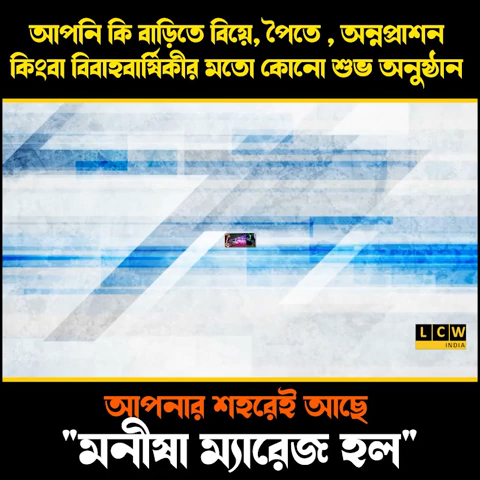 আপনি কি বাড়িতে বিয়ে, পৈতে , অন্নপ্রাশন
কিংবা বিবাহবার্ষিকীর মতো কোনো শুভ অনুষ্ঠান
LCW
INDIA
আপনার শহরেই আছে
"মনীষা ম্যারেজ হল"